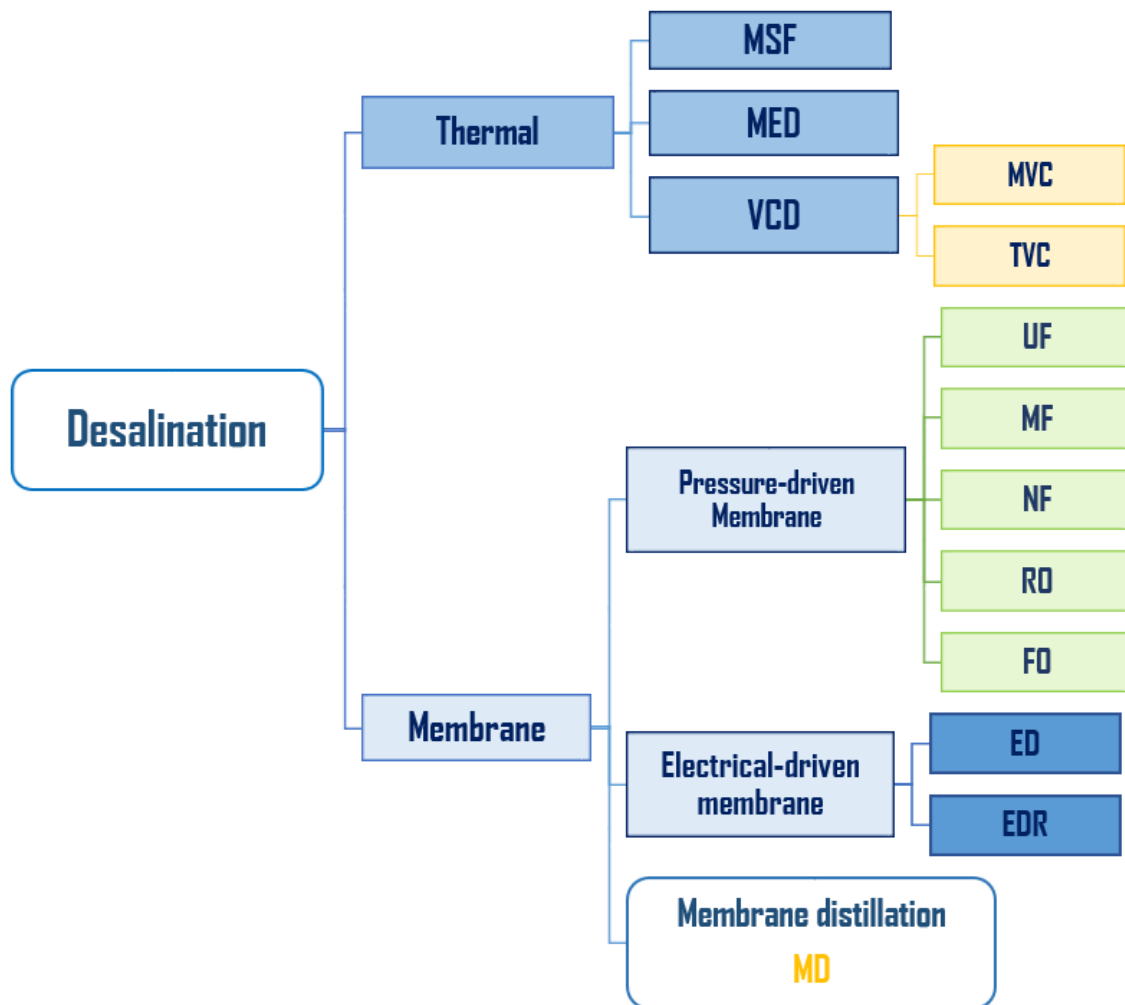 Desalination
Thermal
MSF
MED
VCD
MVC
TVC
Membrane
Pressure-driven
Membrane
UF
MF
NF
RO
FO
Electrical-driven
membrane
ED
EDR
Membrane distillation
MD